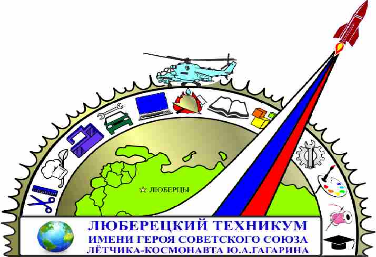 ЛЮБЕРЦЫ
ЛЮБЕРЕЦКИЙ ТЕХНИКУМ
ИМЕНИ ГЕРОЯ СОВЕТСКОГО СОЮЗА
ЛЁТЧИКА-КОСМОНАВТА Ю.А.ГАГАРИНА